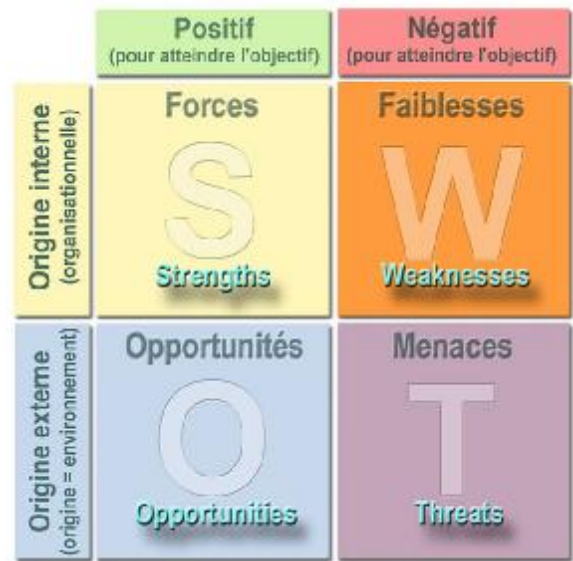 Positif
(pour atteindre l'objectif)
Négatif
(pour atteindre l'objectif)
Origine interne
(organisationnelle)
Forces
S
Strengths
Faiblesses
W
Weaknesses
Origine externe
(origine = environnement)
Opportunités
O
Opportunities
Menaces
T
Threats